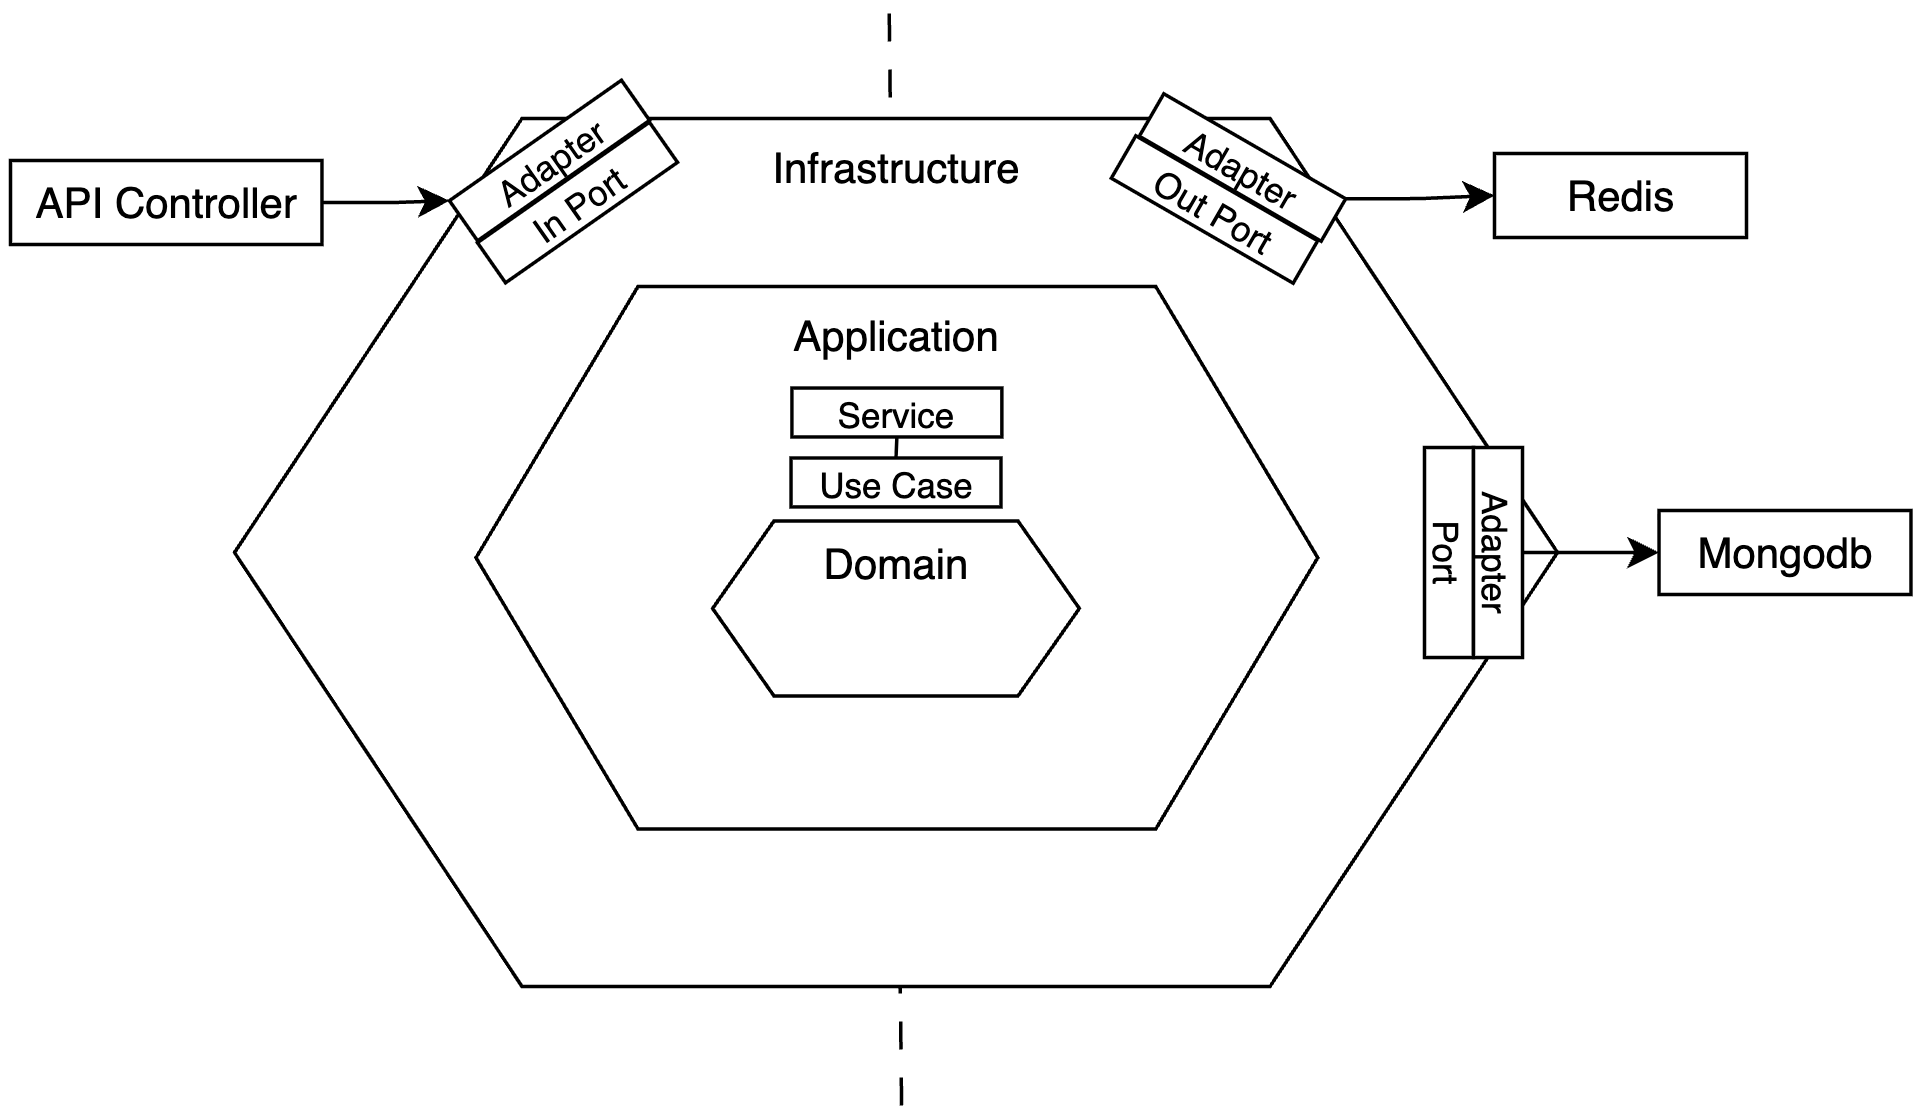 API Controller
Adapter
In Port
Infrastructure
Adapter
Out Port
Redis
Application
Service
Use Case
Domain
Adapter
Port
Mongodb